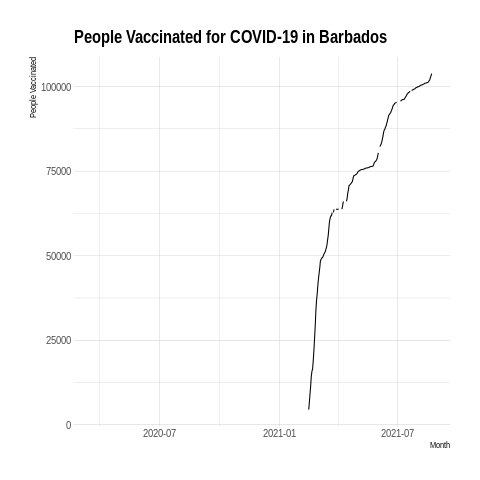 People Vaccinated for COVID-19 in Barbados
People Vaccinated
100000
75000
50000
25000
0
2020-07 2021-01 2021-07
Month